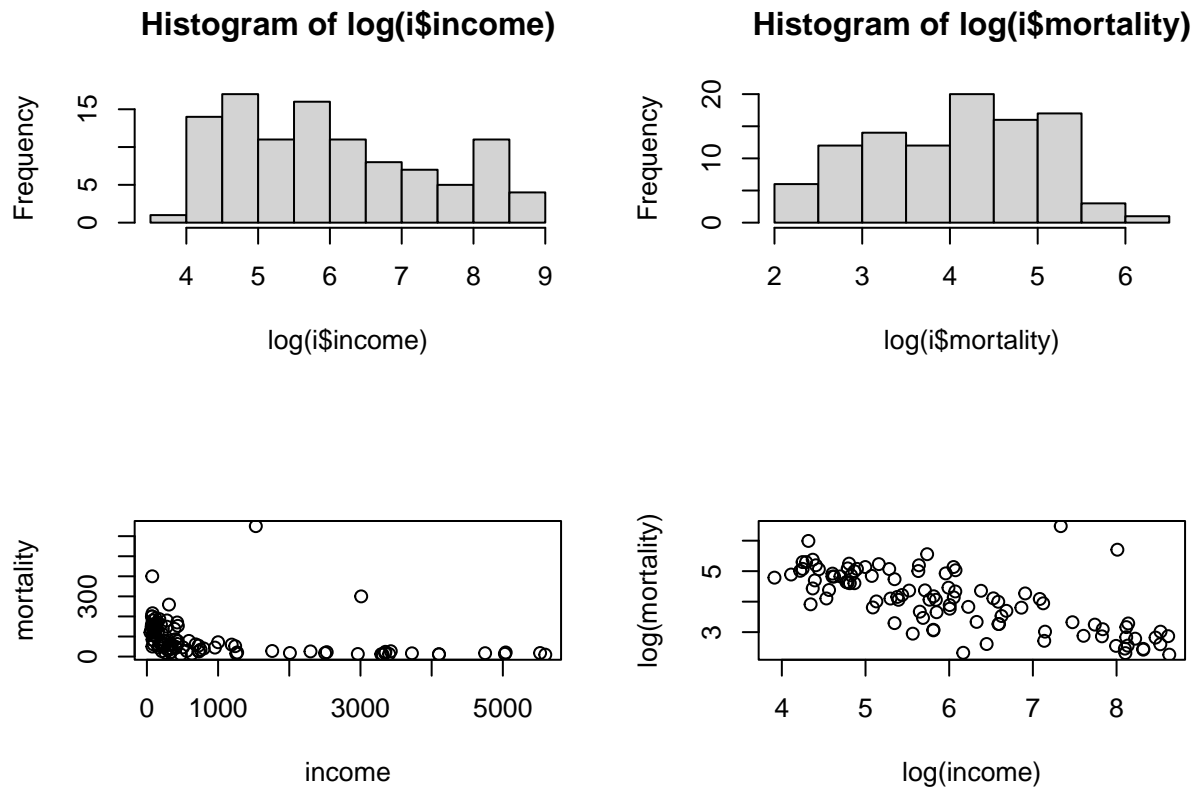 Histogram of log(i$income)
Frequency
15
5
0
4 5 6 7 8 9
log(i$income)
Histogram of log(i$mortality)
Frequency
20
10
0
2 3 4 5 6
log(i$mortality)
mortality
300
0
0 1000 3000 5000
income
log(mortality)
5
3
4 5 6 7 8
log(income)